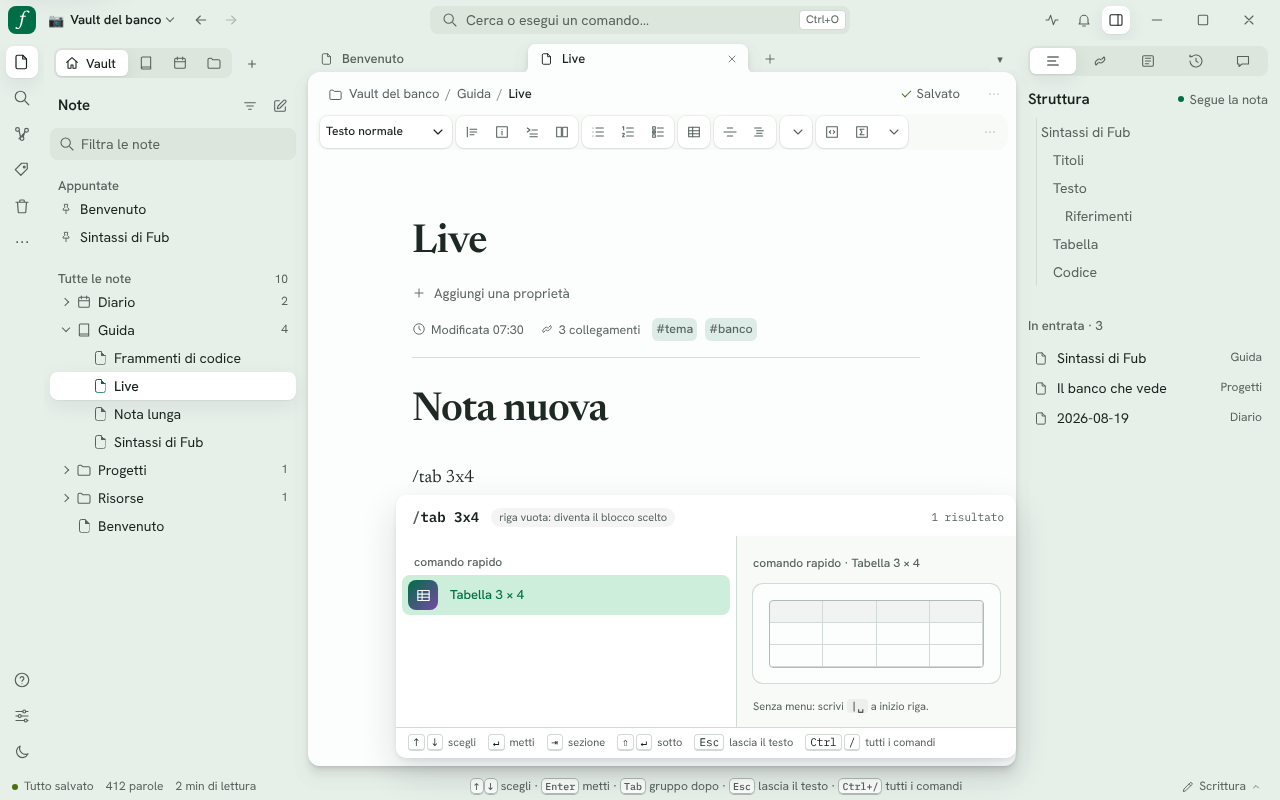 Vault del banco
Cerca o esegui un comando…
Ctrl+O
Vault
Note
Filtra le note
Appuntate
Benvenuto
Sintassi di Fub
Tutte le note 10
Diario 2
Guida 4
Frammenti di codice
Live
Nota lunga
Sintassi di Fub
Progetti 1
Risorse 1
Benvenuto
Tutto salvato 412 parole 2 min di lettura
Benvenuto
Live
Vault del banco / Guida / Live
Salvato
Testo normale
Live
Aggiungi una proprietà
Modificata 07:30 3 collegamenti #tema #banco
Nota nuova
/tab 3x4
/tab 3x4 riga vuota: diventa il blocco scelto 1 risultato
comando rapido
Tabella 3 × 4
comando rapido · Tabella 3 × 4
Senza menu: scrivi |␣ a inizio riga.
↑ ↓ scegli ↵ metti ⇥ sezione ⇧ ↵ sotto Esc lascia il testo Ctrl / tutti i comandi
↑ ↓ scegli · Enter metti · Tab gruppo dopo · Esc lascia il testo · Ctrl+/ tutti i comandi
Struttura
Segue la nota
Sintassi di Fub
Titoli
Testo
Riferimenti
Tabella
Codice
In entrata · 3
Sintassi di Fub Guida
Il banco che vede Progetti
2026-08-19 Diario
Scrittura